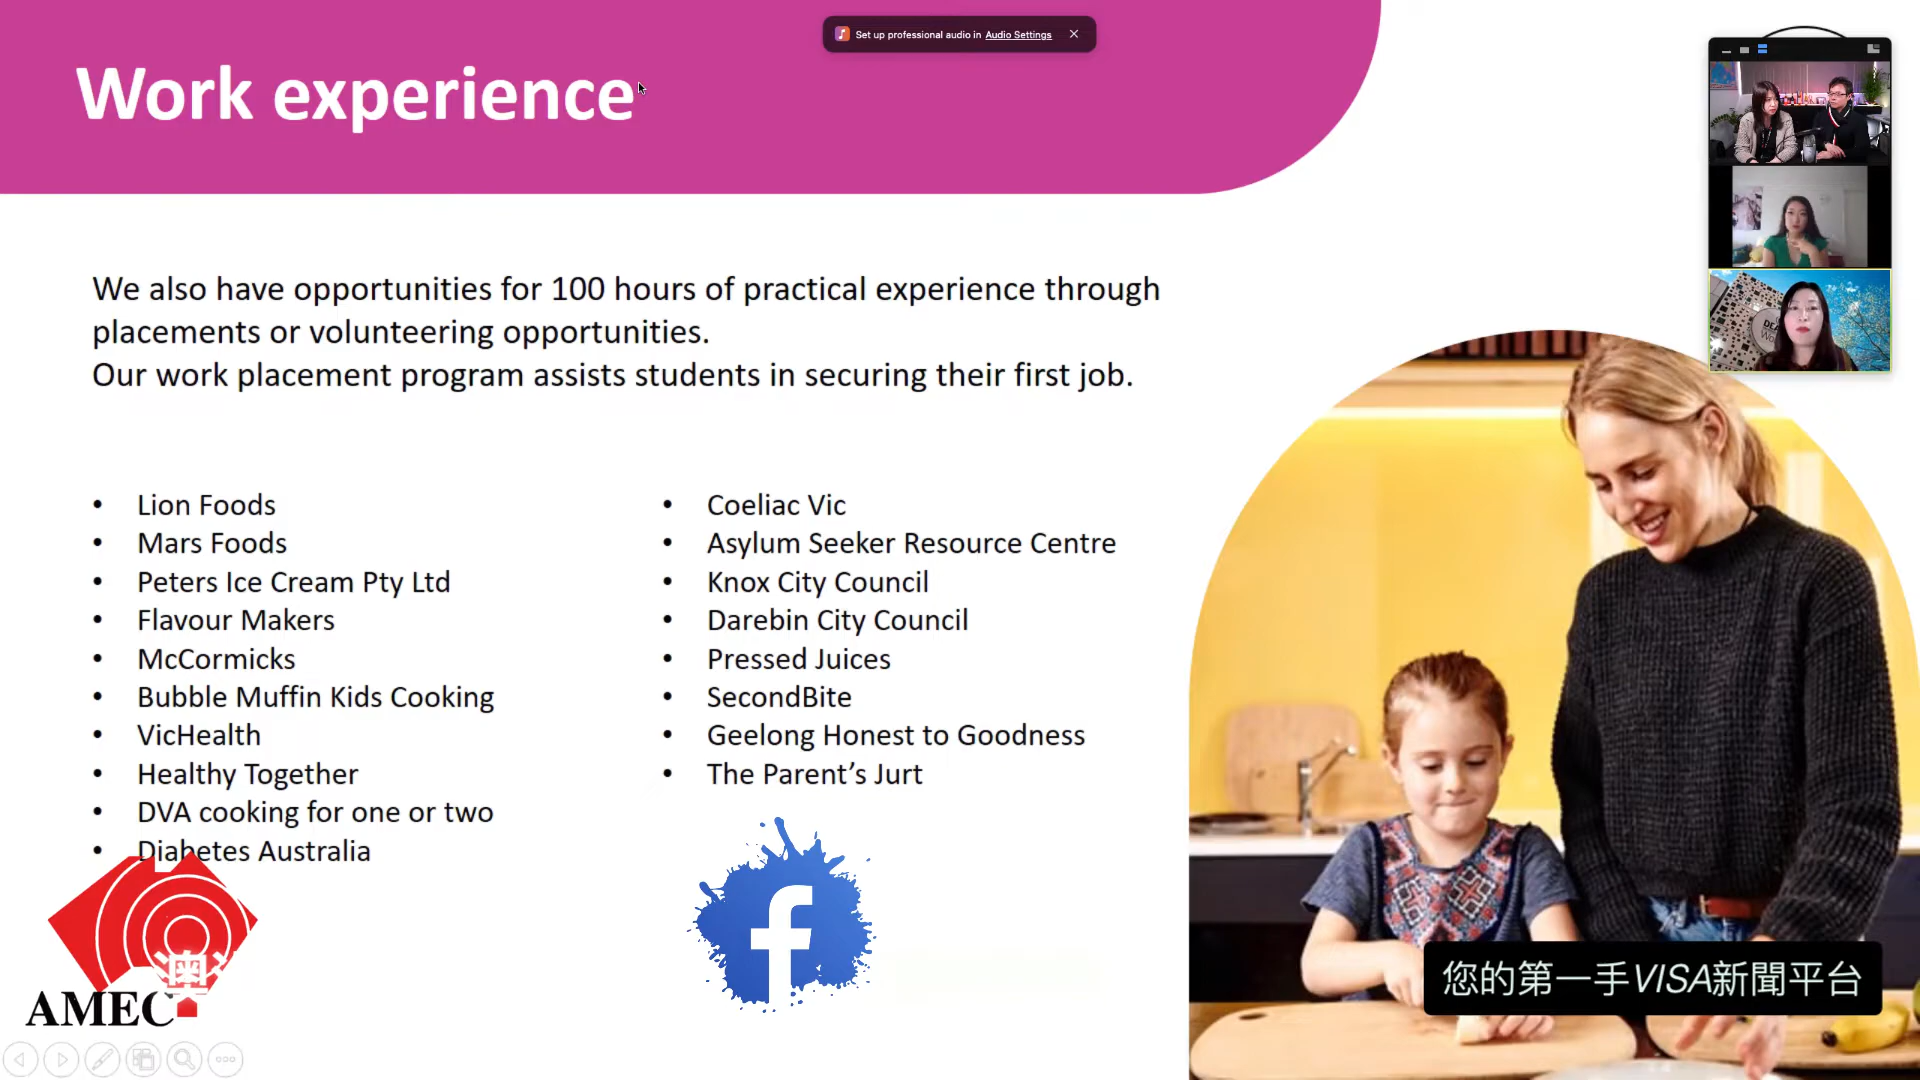 Set up professional audio in Audio Settings
Work experience
We also have opportunities for 100 hours of practical experience through
placements or volunteering opportunities.
Our work placement program assists students in securing their first job.
• Lion Foods
• Mars Foods
• Peters Ice Cream Pty Ltd
• Flavour Makers
• McCormicks
• Bubble Muffin Kids Cooking
• VicHealth
• Healthy Together
• DVA cooking for one or two
• Diabetes Australia
• Coeliac Vic
• Asylum Seeker Resource Centre
• Knox City Council
• Darebin City Council
• Pressed Juices
• SecondBite
• Geelong Honest to Goodness
• The Parent’s Jurt
澳
AMEC
f
您的第一手VISA新聞平台